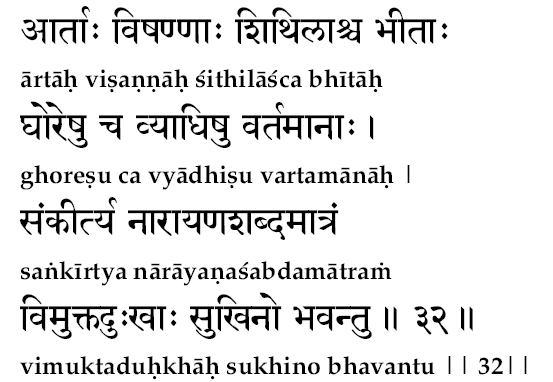 आर्ताः विषण्णाः शिथिलाश्च भीताः
ārtāḥ viṣaṇṇāḥ śithilāśca bhītāḥ
घोरेषु च व्याधिषु वर्तमानाः ।
ghoreṣu ca vyādhiṣu vartamānāḥ |
संकीर्त्य नारायणशब्दमात्रं
saṅkīrtya nārāyaṇaśabdamātraṁ
विमुक्तदुःखाः सुखिनो भवन्तु ॥ ३२ ॥
vimuktaduḥkhāḥ sukhino bhavantu || 32||